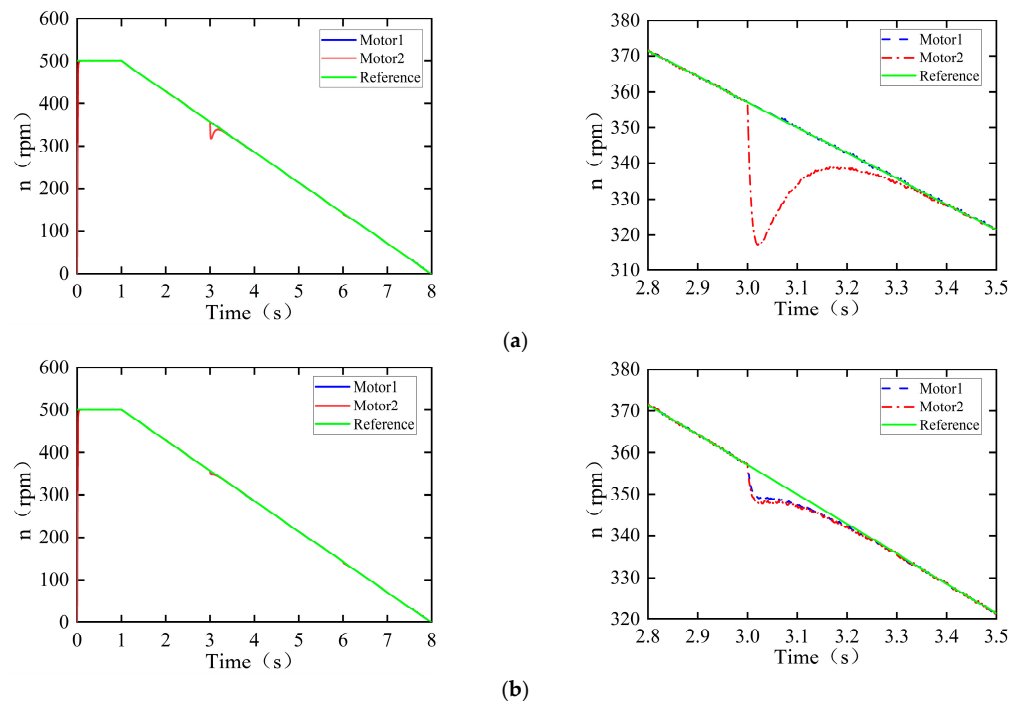 600
500
400
300
200
100
0
n（rpm）
0 1 2 3 4 5 6 7 8
Time（s）
Motor1
Motor2
Reference
380
370
360
350
340
330
320
310
n（rpm）
2.8 2.9 3.0 3.1 3.2 3.3 3.4 3.5
Time（s）
Motor1
Motor2
Reference
(a)
600
500
400
300
200
100
0
n（rpm）
0 1 2 3 4 5 6 7 8
Time（s）
Motor1
Motor2
Reference
380
370
360
350
340
330
320
n（rpm）
2.8 2.9 3.0 3.1 3.2 3.3 3.4 3.5
Time（s）
Motor1
Motor2
Reference
(b)